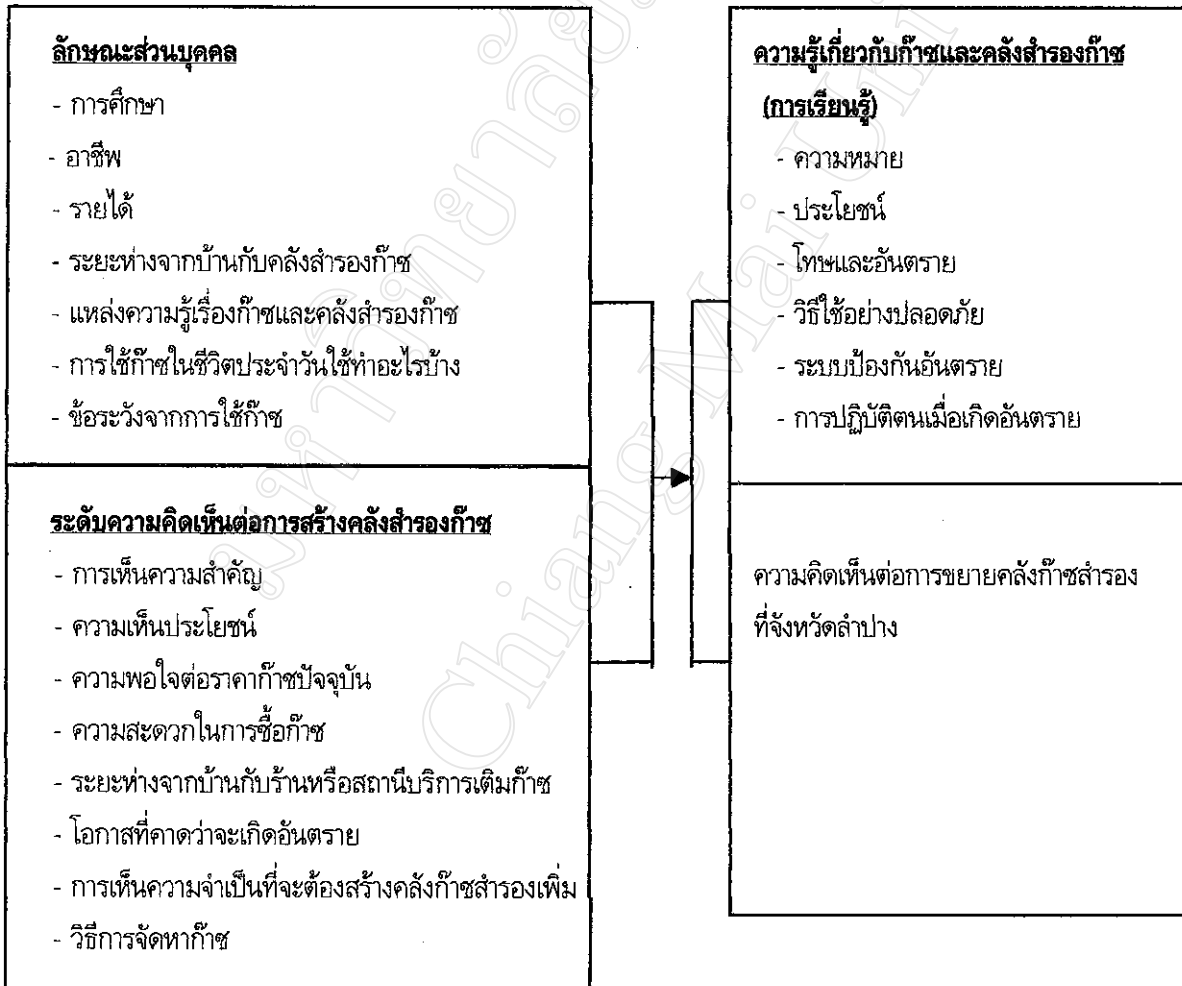 ลักษณะส่วนบุคคล
- การศึกษา
- อาชีพ
- รายได้
- ระยะห่างจากบ้านกับคลังสำรองก๊าซ
- แหล่งความรู้เรื่องก๊าซและคลังสำรองก๊าซ
- การใช้ก๊าซในชีวิตประจำวันใช้ทำอะไรบ้าง
- ข้อระวังจากการใช้ก๊าซ
ระดับความคิดเห็นต่อการสร้างคลังสำรองก๊าซ
- การเห็นความสำคัญ
- ความเห็นประโยชน์
- ความพอใจต่อราคาก๊าซปัจจุบัน
- ความสะดวกในการซื้อก๊าซ
- ระยะห่างจากบ้านกับร้านหรือสถานีบริการเติมก๊าซ
- โอกาสที่คาดว่าจะเกิดอันตราย
- การเห็นความจำเป็นที่จะต้องสร้างคลังก๊าซสำรองเพิ่ม
- วิธีการจัดหาก๊าซ
ความรู้เกี่ยวกับก๊าซและคลังสำรองก๊าซ
(การเรียนรู้)
- ความหมาย
- ประโยชน์
- โทษและอันตราย
- วิธีใช้อย่างปลอดภัย
- ระบบป้องกันอันตราย
- การปฏิบัติตนเมื่อเกิดอันตราย
ความคิดเห็นต่อการขยายคลังก๊าซสำรอง
ที่จังหวัดลำปาง
Chiang Mai Uni